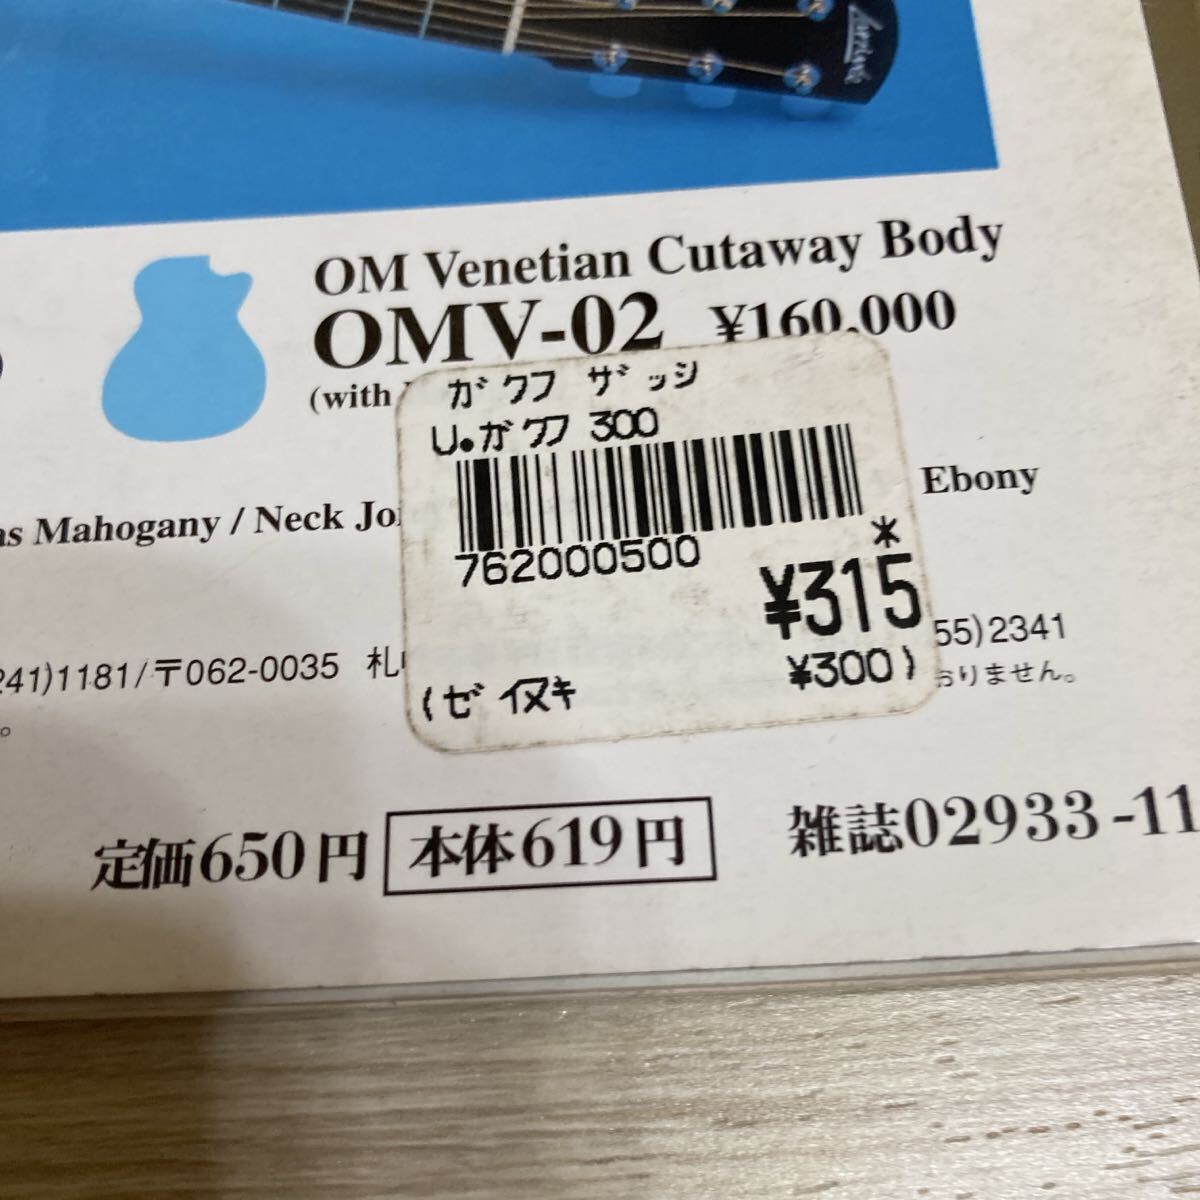 OM Venetian Cutaway Body
OMV-02 ¥160,000
(with
ガクフ ザッシ
U.ガクフ 300
762000500
*
¥315
(ゼイヌキ ¥300)
Mahogany / Neck
Ebony
241)1181/〒062-0035 札
55)2341
おりません。
。
定価650円 本体619円 雑誌02933-11